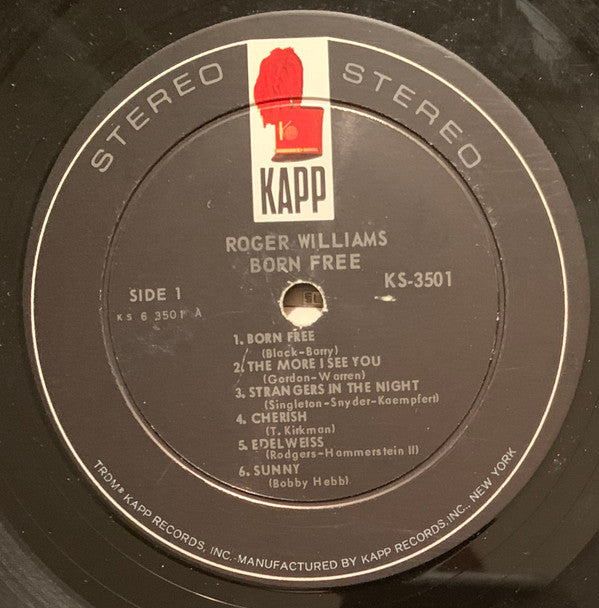 STEREO
STEREO
K
KAPP
ROGER WILLIAMS
BORN FREE
SIDE 1
KS-3501
KS 6 3501 A
1. BORN FREE
(Black-Barry)
2. THE MORE I SEE YOU
(Gordon-Warren)
3. STRANGERS IN THE NIGHT
(Singleton-Snyder-Kaempfert)
4. CHERISH
(T. Kirkman)
5. EDELWEISS
(Rodgers-Hammerstein II)
6. SUNNY
(Bobby Hebb)
TRDM® KAPP RECORDS, INC.-MANUFACTURED BY KAPP RECORDS, INC., NEW YORK